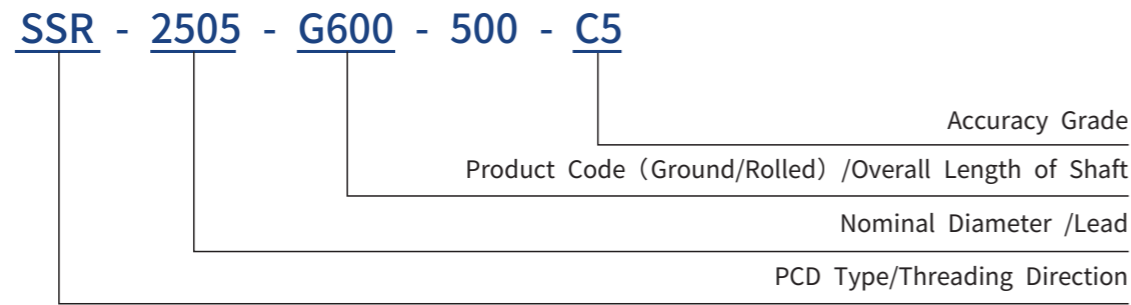 SSR - 2505 - G600 - 500 - C5
Accuracy Grade
Product Code（Ground/Rolled）/Overall Length of Shaft
Nominal Diameter /Lead
PCD Type/Threading Direction